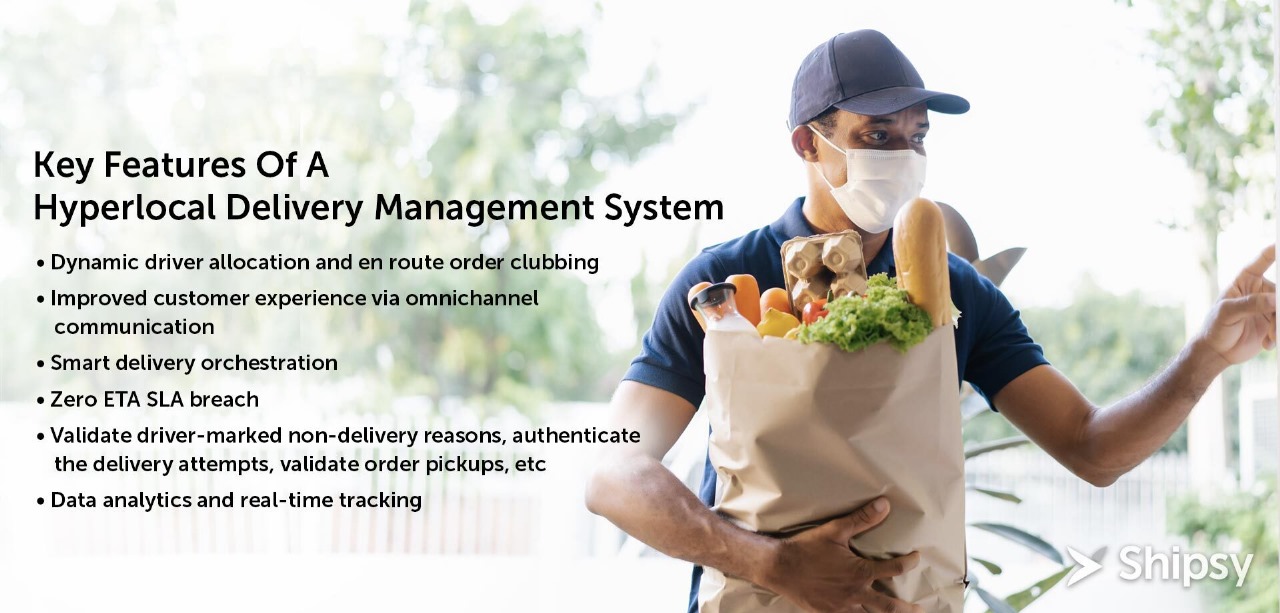 Key Features Of A
Hyperlocal Delivery Management System
• Dynamic driver allocation and en route order clubbing
• Improved customer experience via omnichannel
communication
• Smart delivery orchestration
• Zero ETA SLA breach
• Validate driver-marked non-delivery reasons, authenticate
the delivery attempts, validate order pickups, etc
• Data analytics and real-time tracking
Shipsy